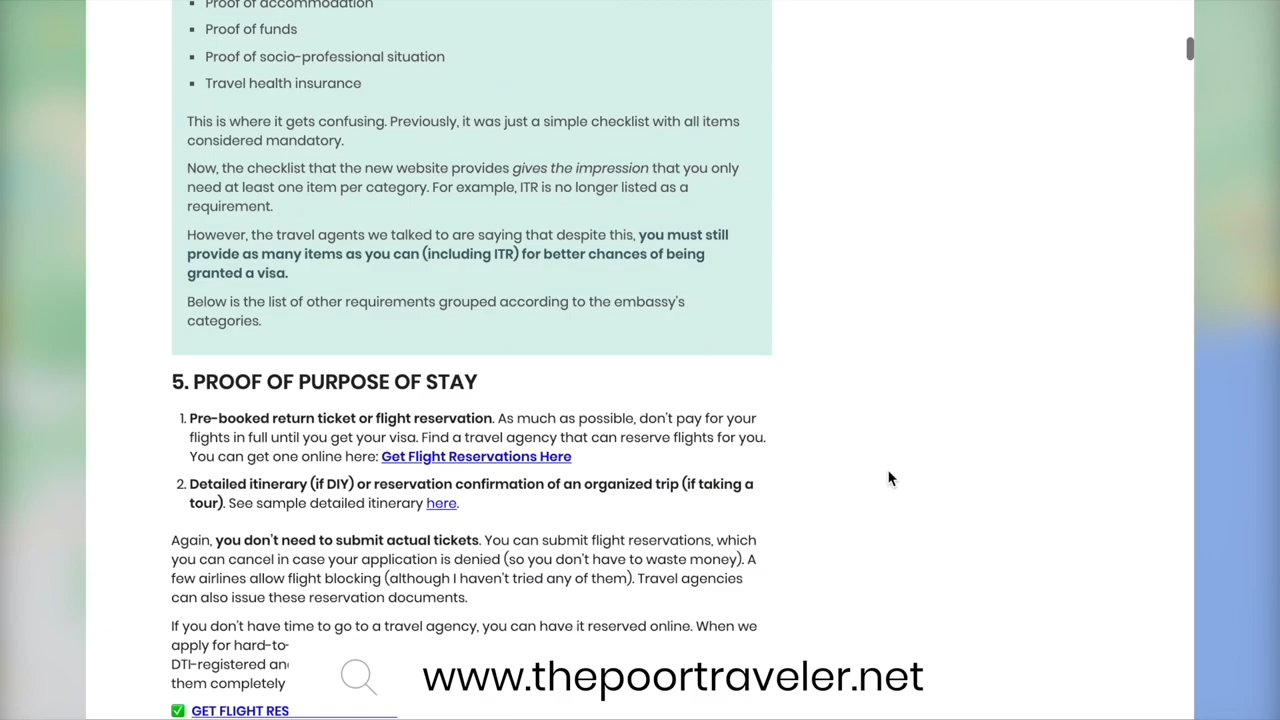 Proof of accommodation
Proof of funds
Proof of socio-professional situation
Travel health insurance
This is where it gets confusing. Previously, it was just a simple checklist with all items
considered mandatory.
Now, the checklist that the new website provides gives the impression that you only
need at least one item per category. For example, ITR is no longer listed as a
requirement.
However, the travel agents we talked to are saying that despite this, you must still
provide as many items as you can (including ITR) for better chances of being
granted a visa.
Below is the list of other requirements grouped according to the embassy's
categories.
5. PROOF OF PURPOSE OF STAY
1. Pre-booked return ticket or flight reservation. As much as possible, don't pay for your
flights in full until you get your visa. Find a travel agency that can reserve flights for you.
You can get one online here: Get Flight Reservations Here
2. Detailed itinerary (if DIY) or reservation confirmation of an organized trip (if taking a
tour). See sample detailed itinerary here.
Again, you don't need to submit actual tickets. You can submit flight reservations, which
you can cancel in case your application is denied (so you don't have to waste money). A
few airlines allow flight blocking (although I haven't tried any of them). Travel agencies
can also issue these reservation documents.
If you don't have time to go to a travel agency, you can have it reserved online. When we
apply for hard-to-
DTI-registered an
them completely
GET FLIGHT RES
www.thepoortraveler.net